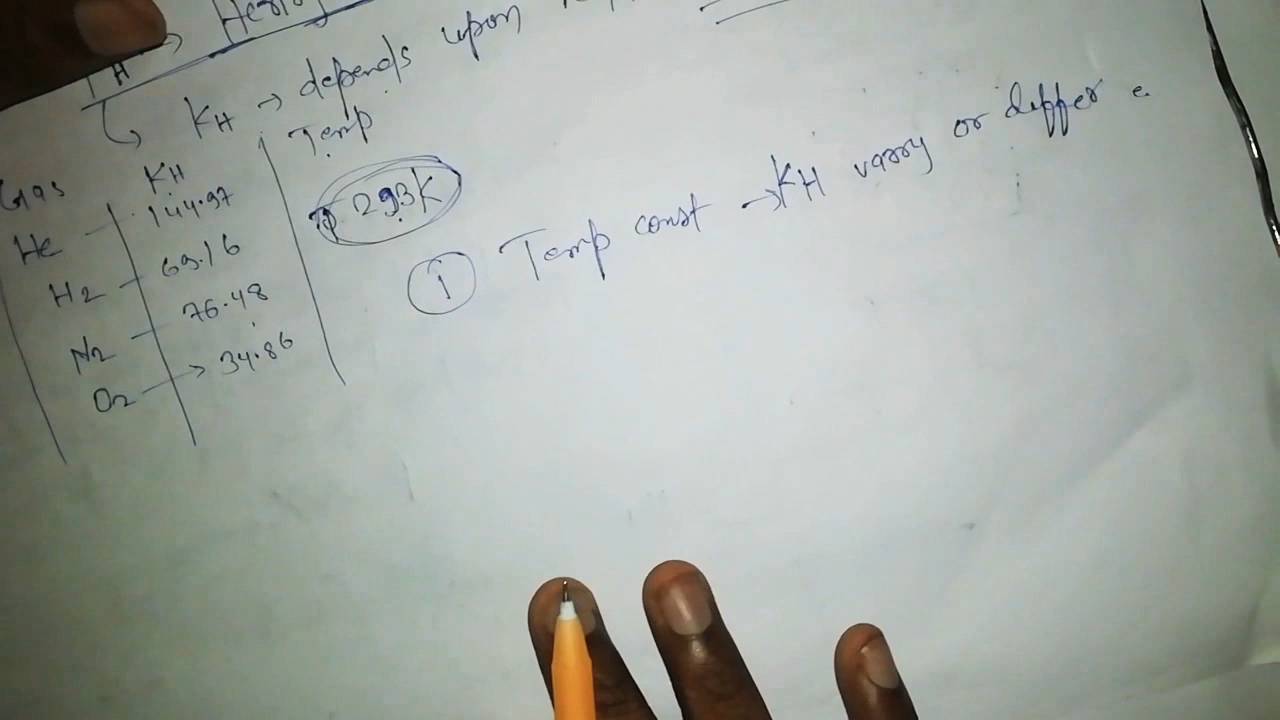 KH → depends upon
Gas KH Temp
He 144.97 293K
H2 69.16
N2 76.48
O2 → 34.86
① Temp const → KH varry or differ e